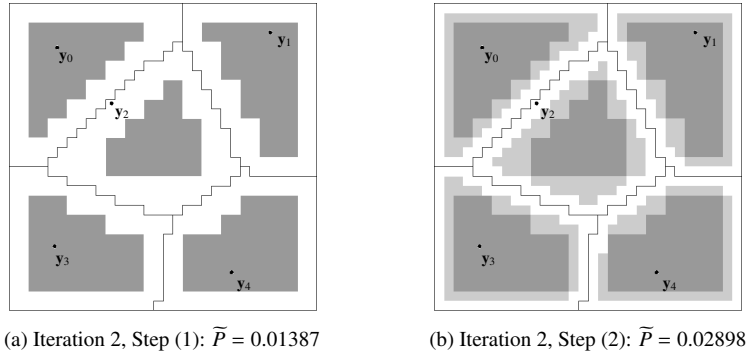 y0
y1
y2
y3
y4
y0
y1
y2
y3
y4
(a) Iteration 2, Step (1): P̃ = 0.01387
(b) Iteration 2, Step (2): P̃ = 0.02898